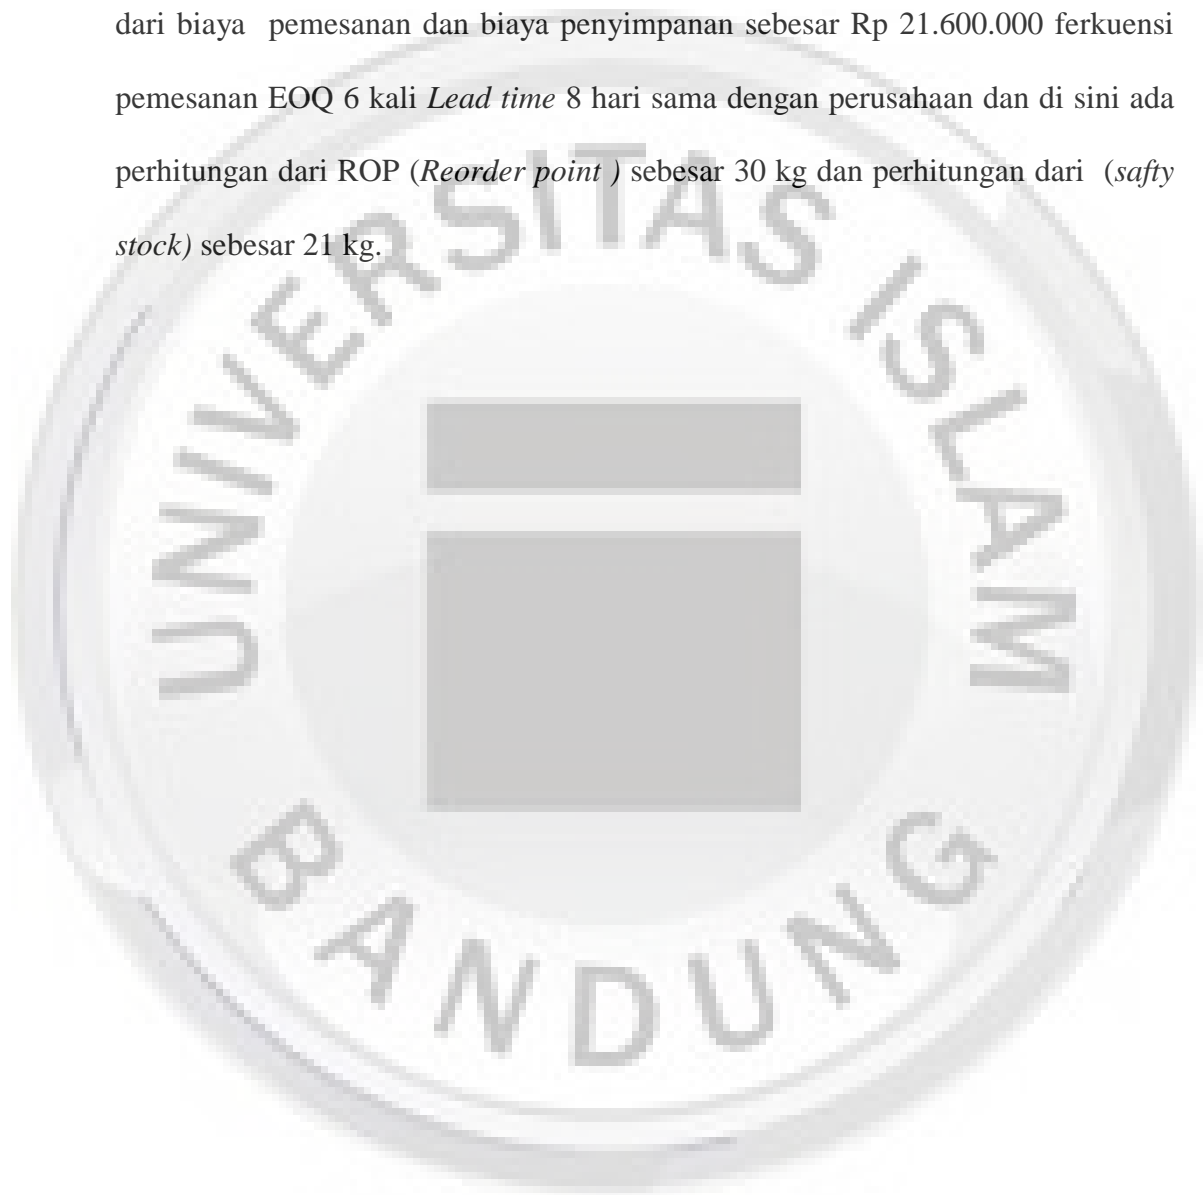 dari biaya pemesanan dan biaya penyimpanan sebesar Rp 21.600.000 ferkuensi
pemesanan EOQ 6 kali Lead time 8 hari sama dengan perusahaan dan di sini ada
perhitungan dari ROP (Reorder point ) sebesar 30 kg dan perhitungan dari (safty
stock) sebesar 21 kg.
UNIVERSITAS ISLAM
BANDUNG